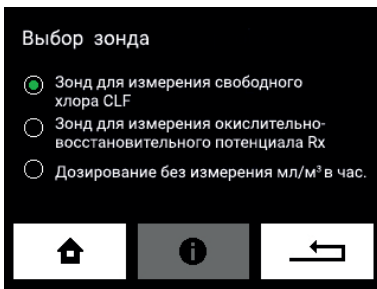 Выбор зонда
Зонд для измерения свободного
хлора CLF
Зонд для измерения окислительно-
восстановительного потенциала Rx
Дозирование без измерения мл/м³ в час.